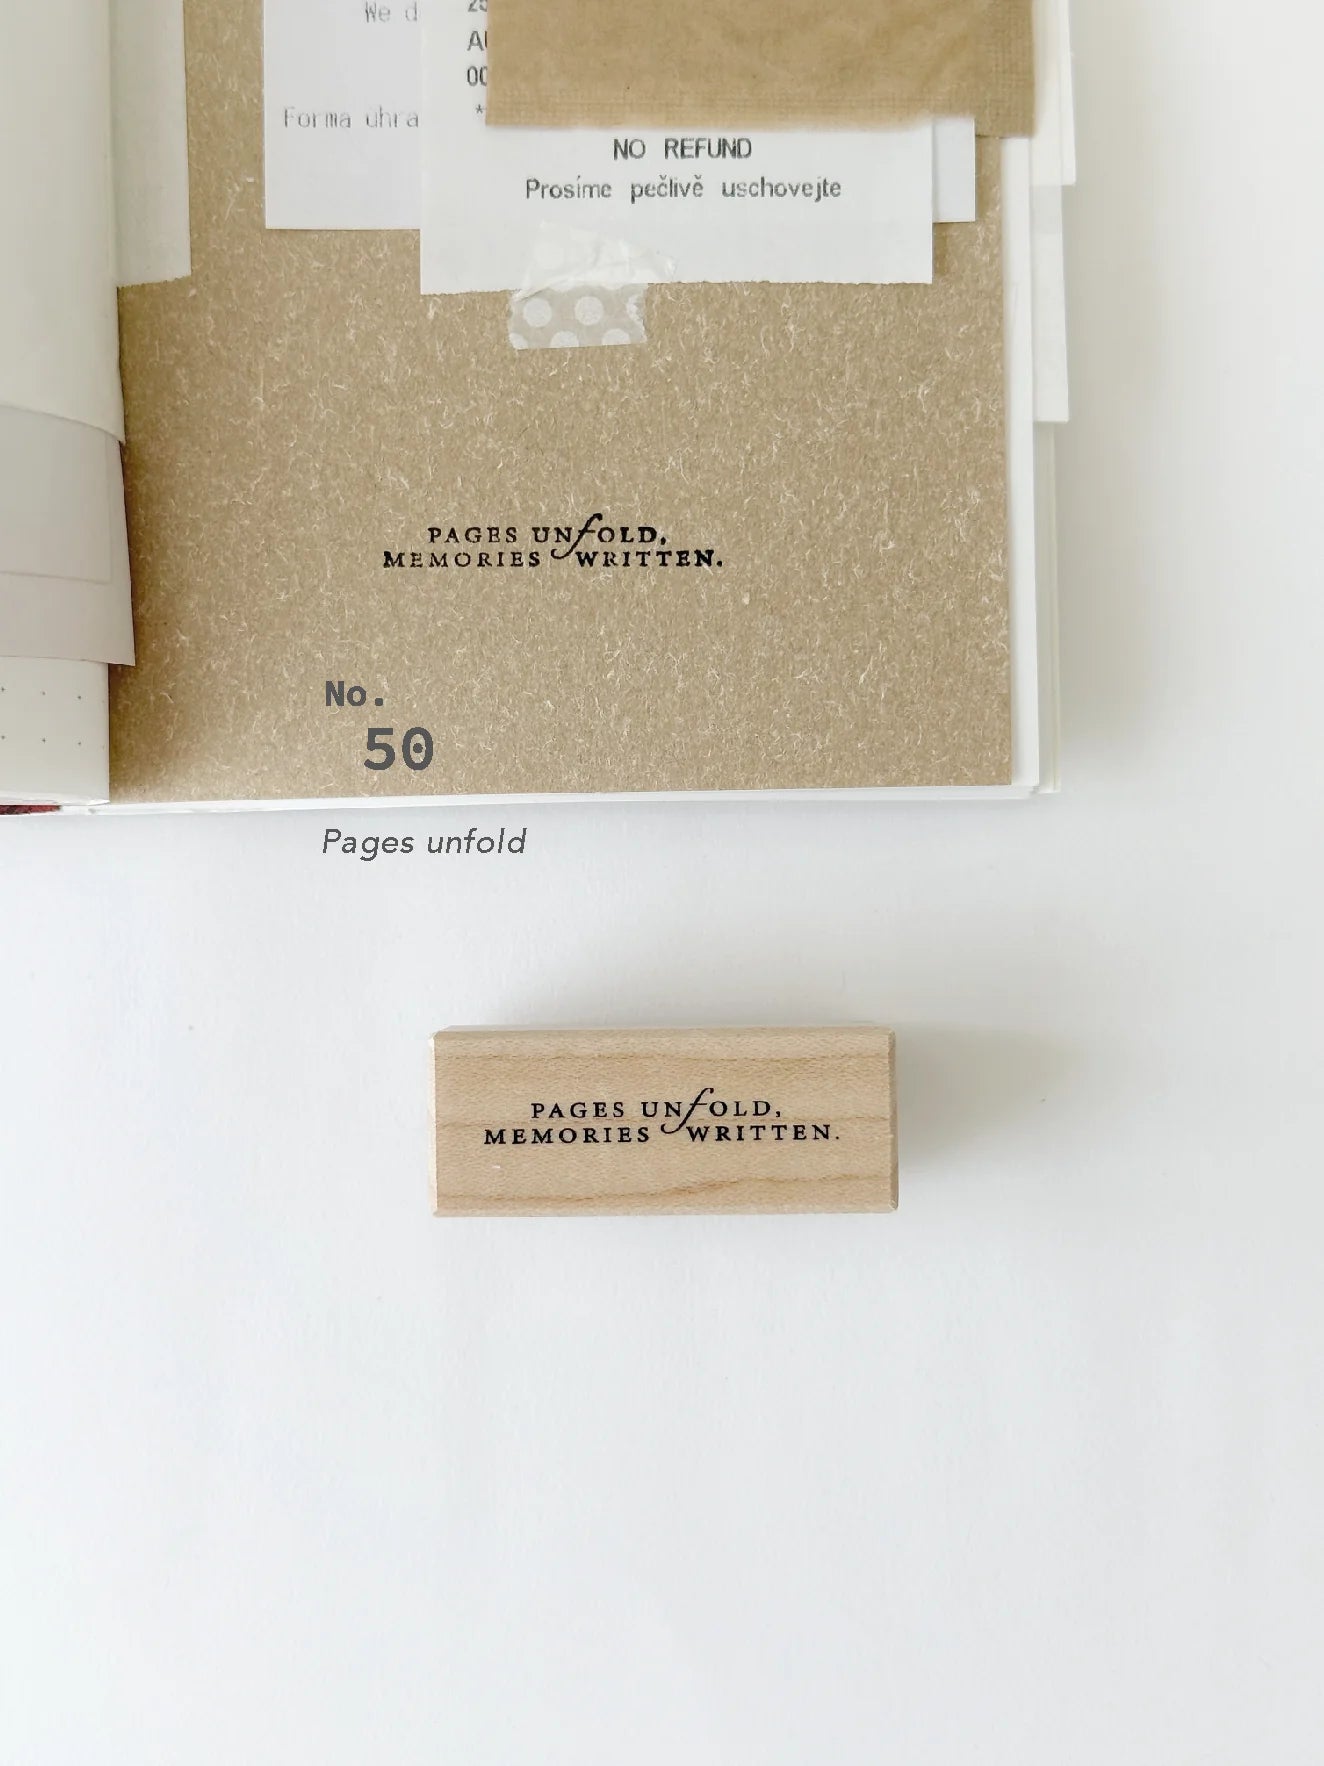 We d
Forma úhra
NO REFUND
Prosíme pečlivě uschovejte
PAGES UNfOLD,
MEMORIES WRITTEN.
No.
50
Pages unfold
PAGES UNfOLD,
MEMORIES WRITTEN.